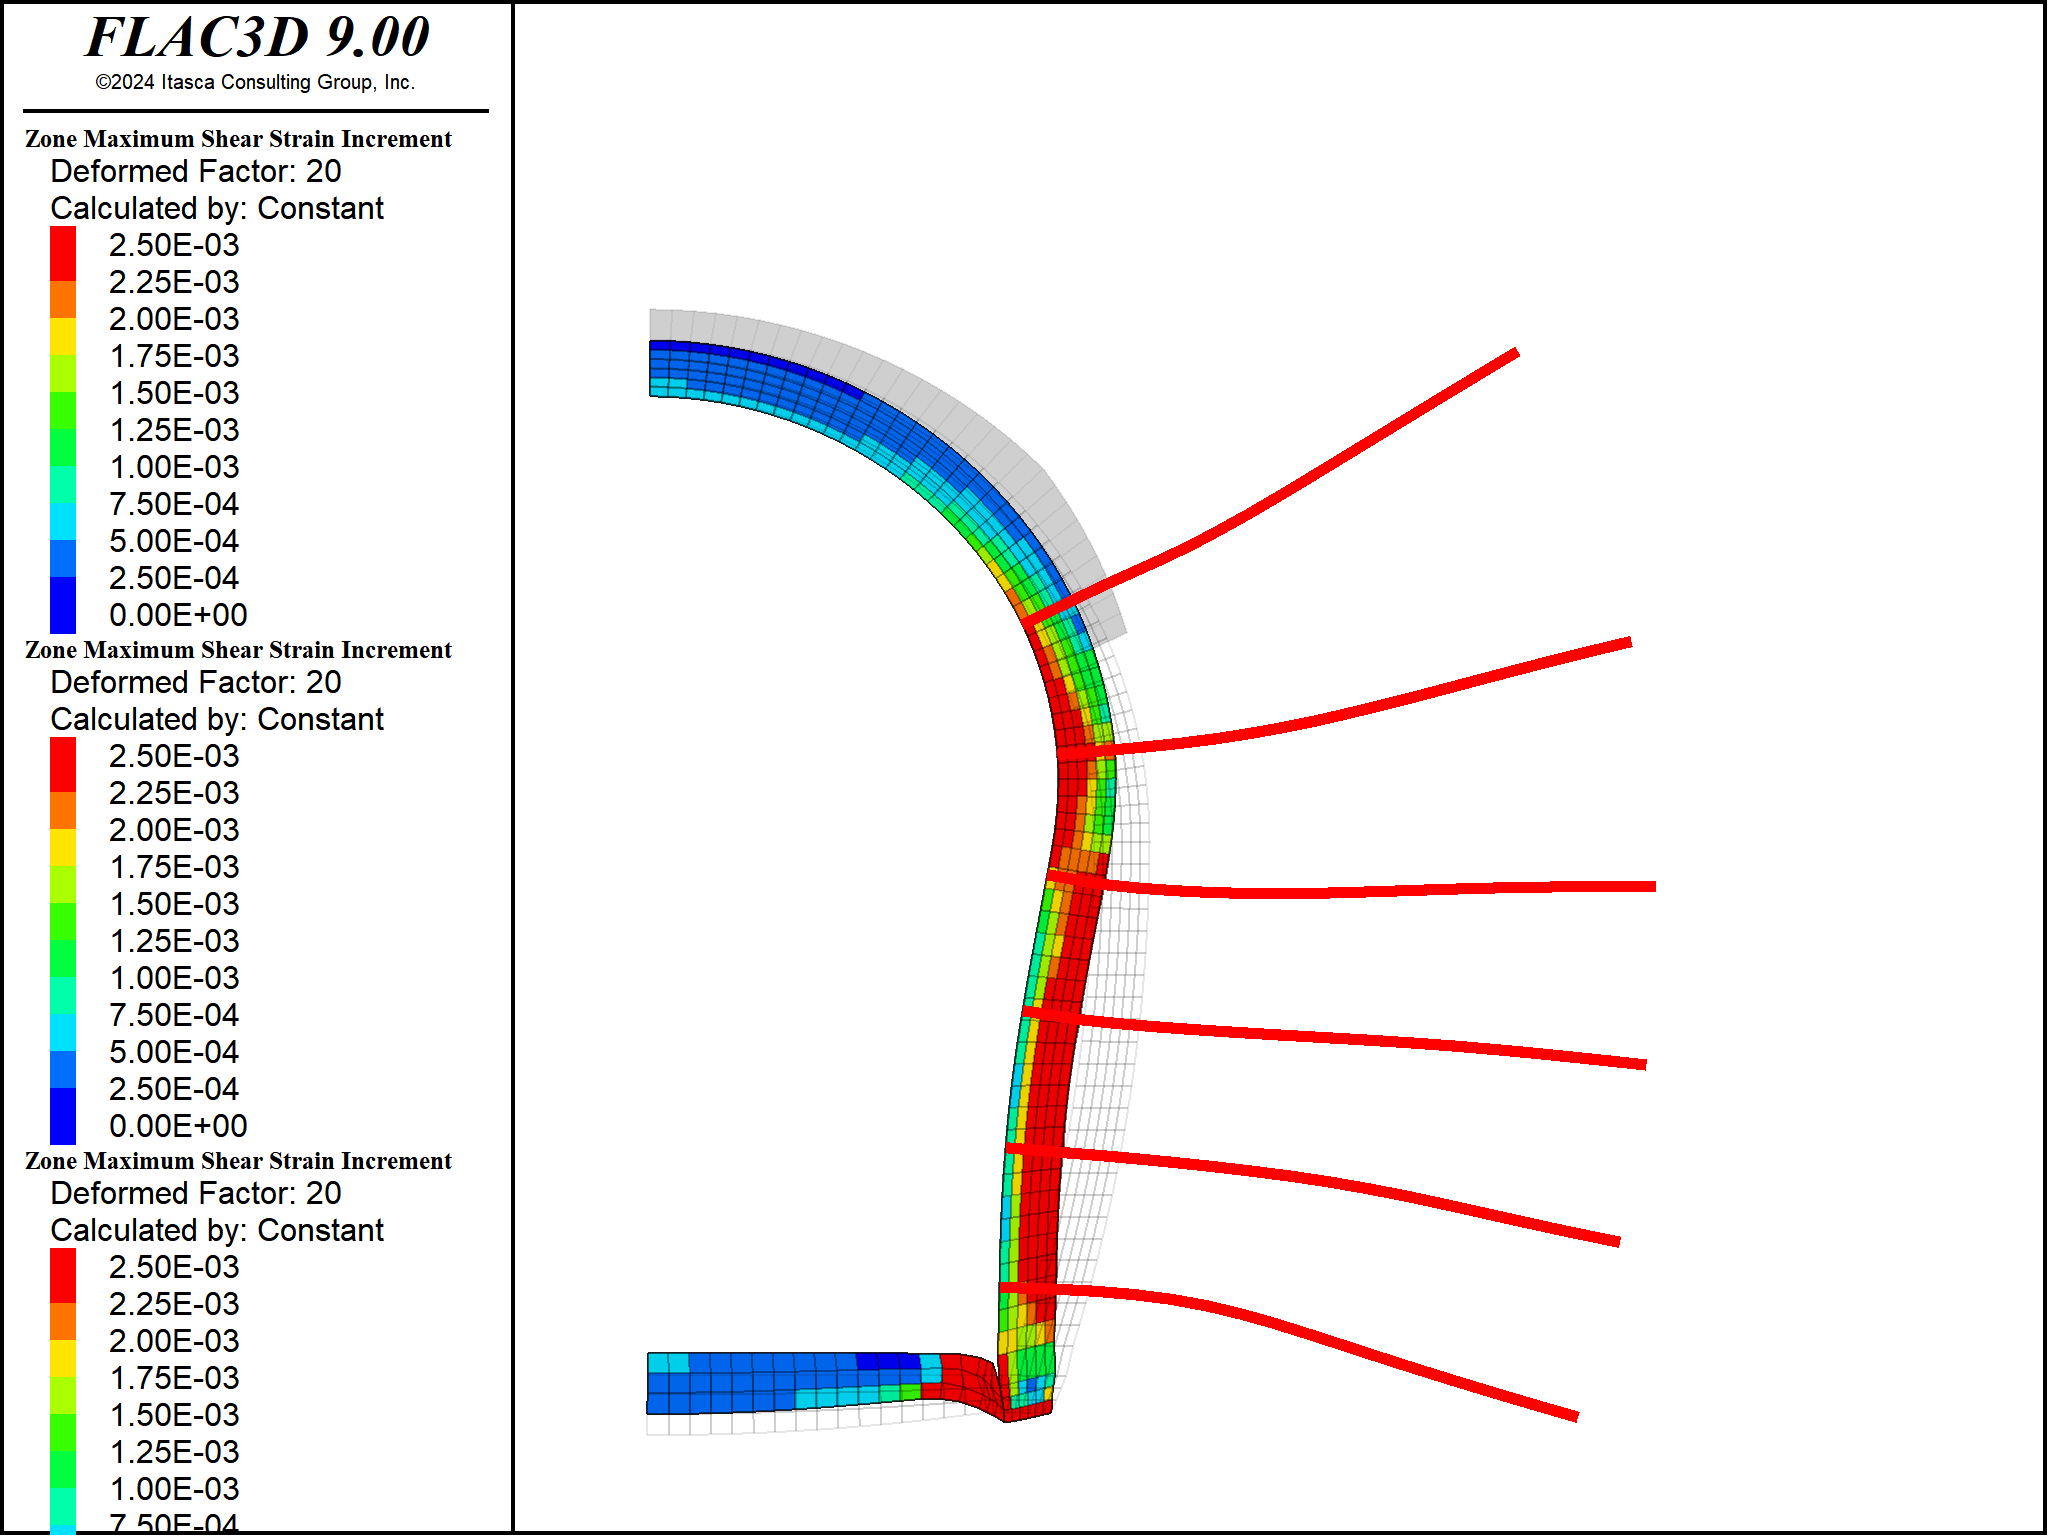 FLAC3D 9.00
©2024 Itasca Consulting Group, Inc.
Zone Maximum Shear Strain Increment
Deformed Factor: 20
Calculated by: Constant
2.50E-03
2.25E-03
2.00E-03
1.75E-03
1.50E-03
1.25E-03
1.00E-03
7.50E-04
5.00E-04
2.50E-04
0.00E+00
Zone Maximum Shear Strain Increment
Deformed Factor: 20
Calculated by: Constant
2.50E-03
2.25E-03
2.00E-03
1.75E-03
1.50E-03
1.25E-03
1.00E-03
7.50E-04
5.00E-04
2.50E-04
0.00E+00
Zone Maximum Shear Strain Increment
Deformed Factor: 20
Calculated by: Constant
2.50E-03
2.25E-03
2.00E-03
1.75E-03
1.50E-03
1.25E-03
1.00E-03
7.50E-04